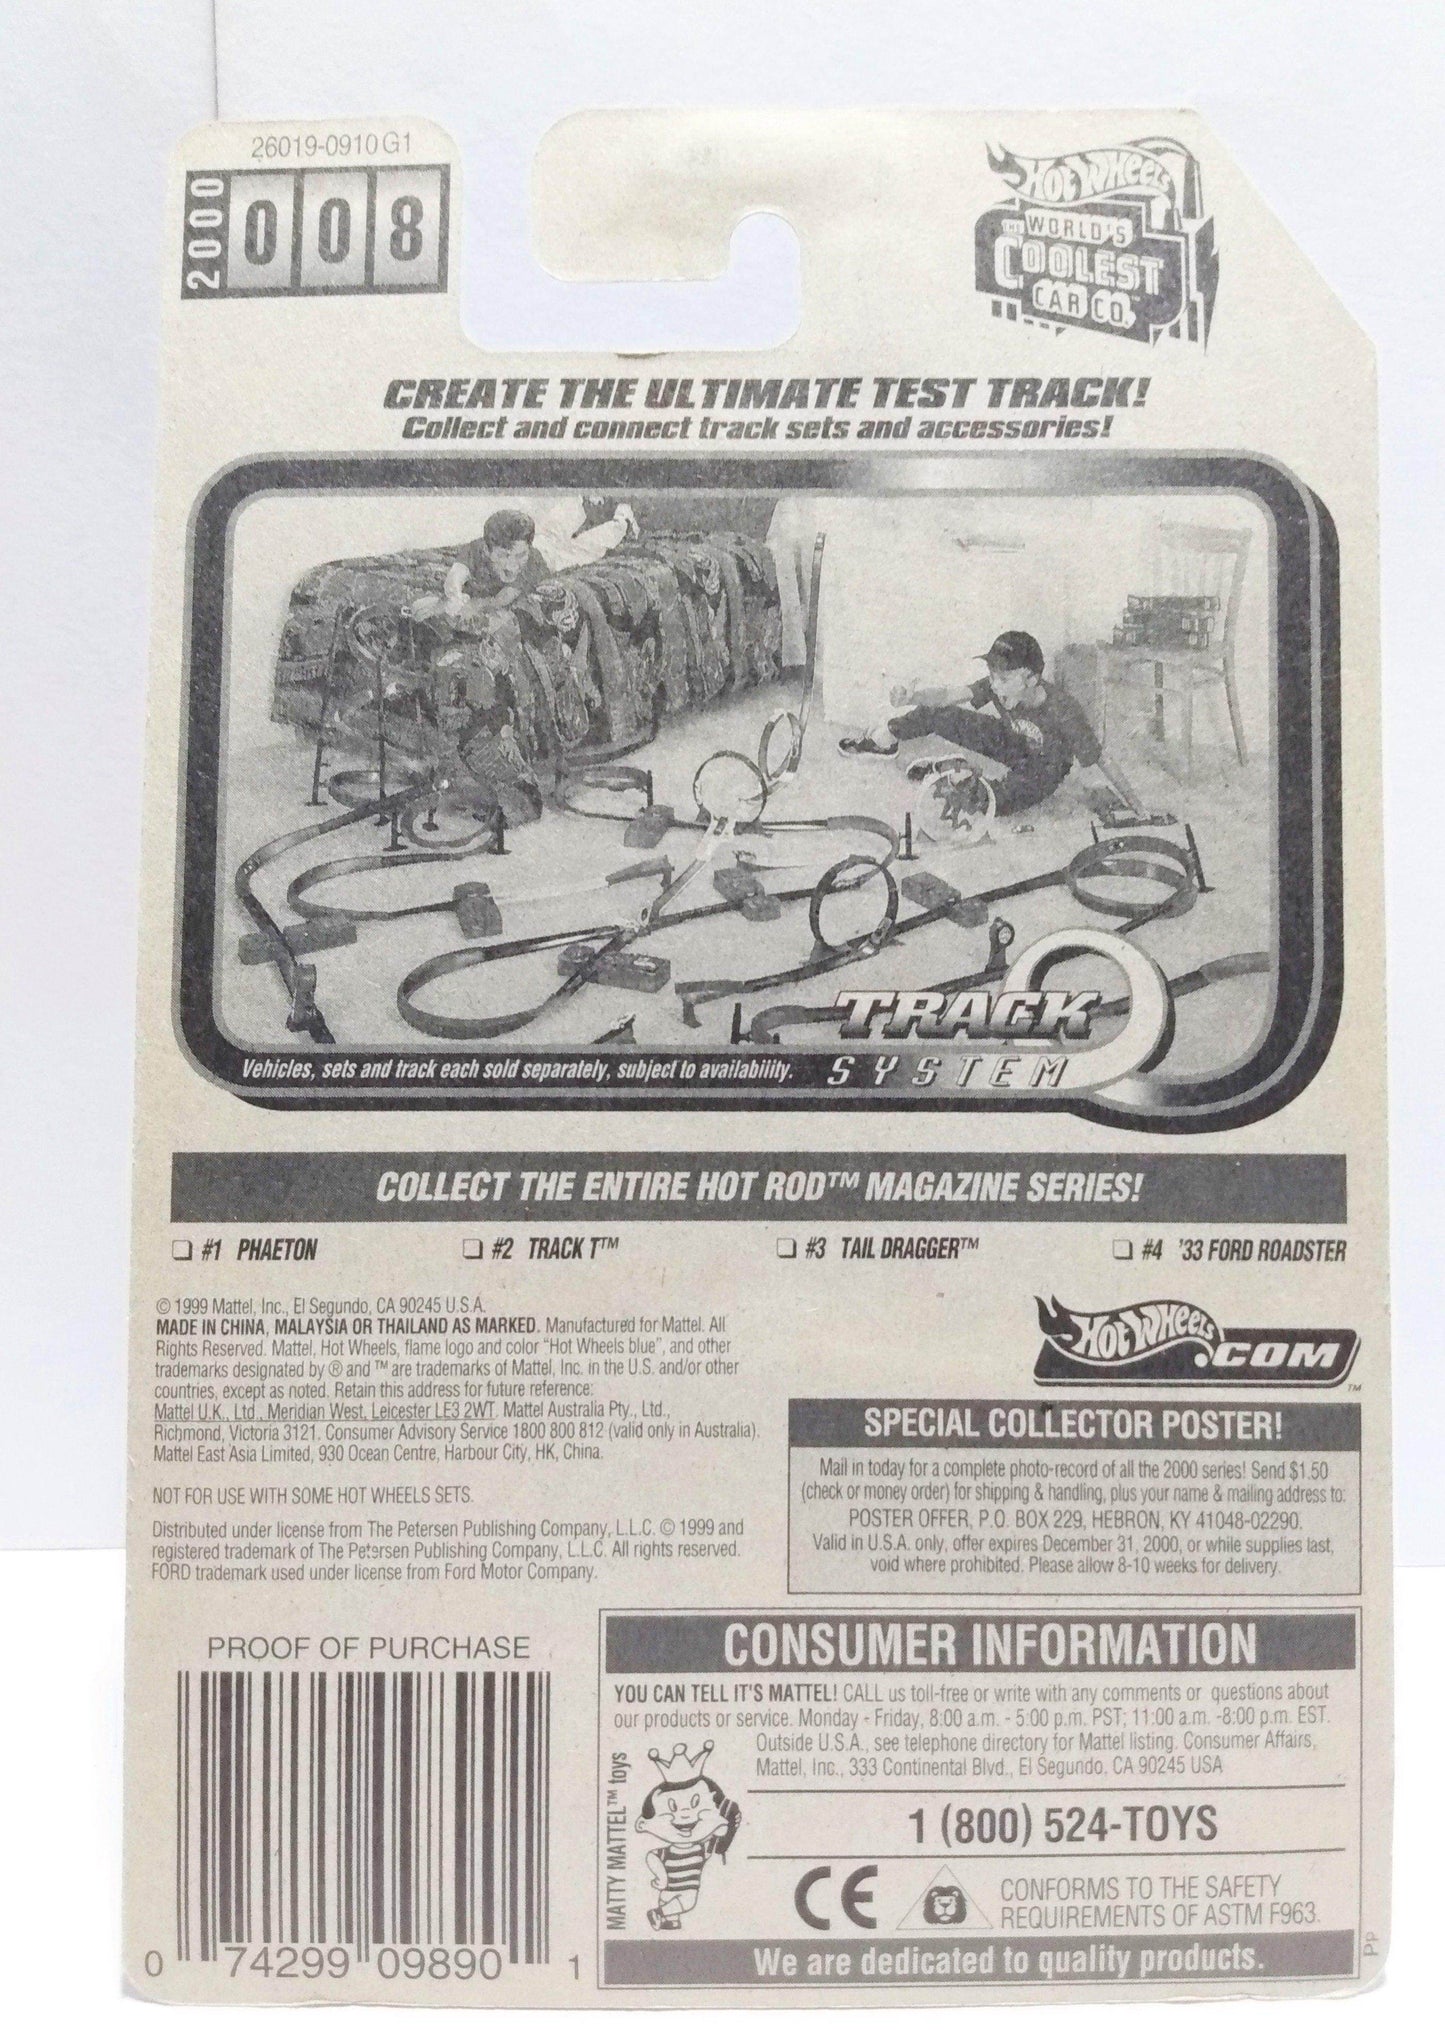 26019-0910 G1
2000
008
HOT WHEELS
THE WORLD'S
COOLEST
CAR CO.™
CREATE THE ULTIMATE TEST TRACK!
Collect and connect track sets and accessories!
TRACK
SYSTEM
Vehicles, sets and track each sold separately, subject to availability.
COLLECT THE ENTIRE HOT ROD™ MAGAZINE SERIES!
#1 PHAETON
#2 TRACK T™
#3 TAIL DRAGGER™
#4 '33 FORD ROADSTER
© 1999 Mattel, Inc., El Segundo, CA 90245 U.S.A.
MADE IN CHINA, MALAYSIA OR THAILAND AS MARKED. Manufactured for Mattel. All
Rights Reserved. Mattel, Hot Wheels, flame logo and color "Hot Wheels blue", and other
trademarks designated by ® and ™ are trademarks of Mattel, Inc. in the U.S. and/or other
countries, except as noted. Retain this address for future reference:
Mattel U.K., Ltd., Meridian West, Leicester LE3 2WT. Mattel Australia Pty., Ltd.,
Richmond, Victoria 3121. Consumer Advisory Service 1800 800 812 (valid only in Australia).
Mattel East Asia Limited, 930 Ocean Centre, Harbour City, HK, China.
NOT FOR USE WITH SOME HOT WHEELS SETS.
Distributed under license from The Petersen Publishing Company, L.L.C. © 1999 and
registered trademark of The Petersen Publishing Company, L.L.C. All rights reserved.
FORD trademark used under license from Ford Motor Company.
HOT WHEELS
.COM
™
SPECIAL COLLECTOR POSTER!
Mail in today for a complete photo-record of all the 2000 series! Send $1.50
(check or money order) for shipping & handling, plus your name & mailing address to:
POSTER OFFER, P.O. BOX 229, HEBRON, KY 41048-02290.
Valid in U.S.A. only, offer expires December 31, 2000, or while supplies last,
void where prohibited. Please allow 8-10 weeks for delivery.
PROOF OF PURCHASE
0 74299 09890 1
CONSUMER INFORMATION
YOU CAN TELL IT'S MATTEL! CALL us toll-free or write with any comments or questions about
our products or service. Monday - Friday, 8:00 a.m. - 5:00 p.m. PST; 11:00 a.m. -8:00 p.m. EST.
Outside U.S.A., see telephone directory for Mattel listing. Consumer Affairs,
Mattel, Inc., 333 Continental Blvd., El Segundo, CA 90245 USA
MATTY MATTEL™ toys
1 (800) 524-TOYS
CE
CONFORMS TO THE SAFETY
REQUIREMENTS OF ASTM F963.
We are dedicated to quality products.
PP